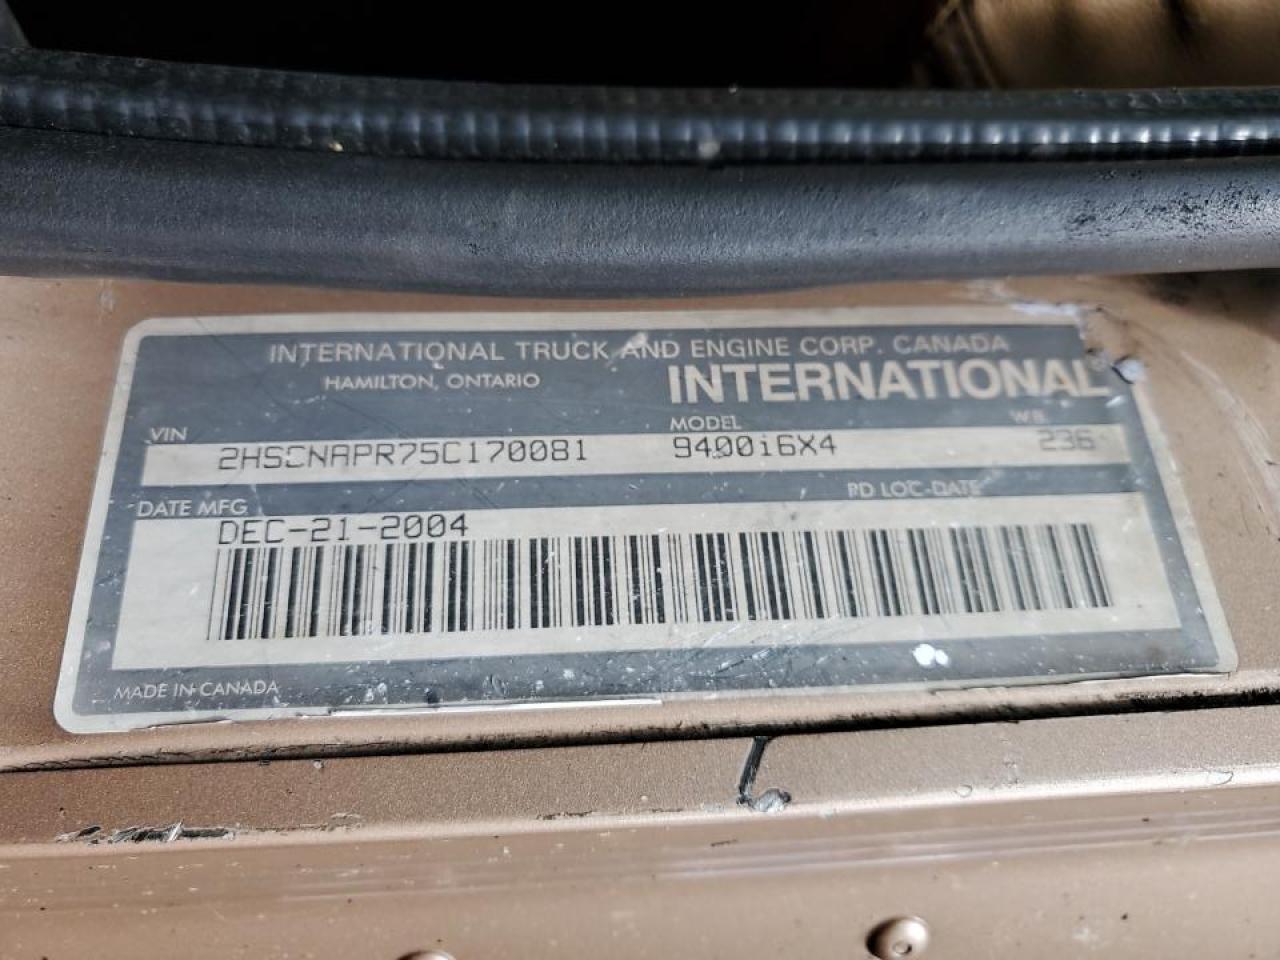 INTERNATIONAL TRUCK AND ENGINE CORP. CANADA
HAMILTON, ONTARIO INTERNATIONAL
VIN MODEL W.B.
2HSCNAPR75C170081 9400i6X4 236
DATE MFG PD LOC-DATE
DEC-21-2004
MADE IN CANADA